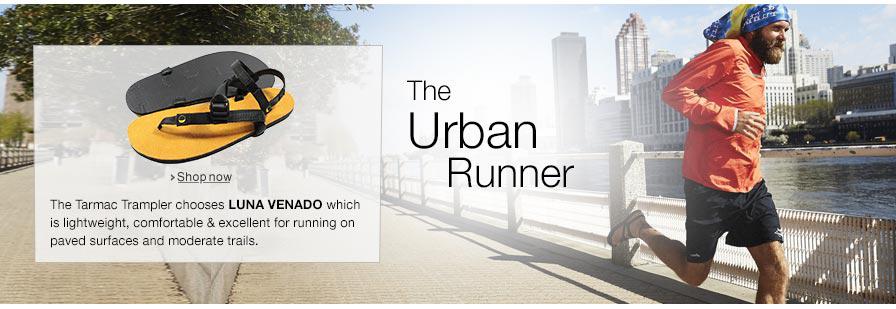 > Shop now
The Tarmac Trampler chooses LUNA VENADO which
is lightweight, comfortable & excellent for running on
paved surfaces and moderate trails.
The
Urban
Runner